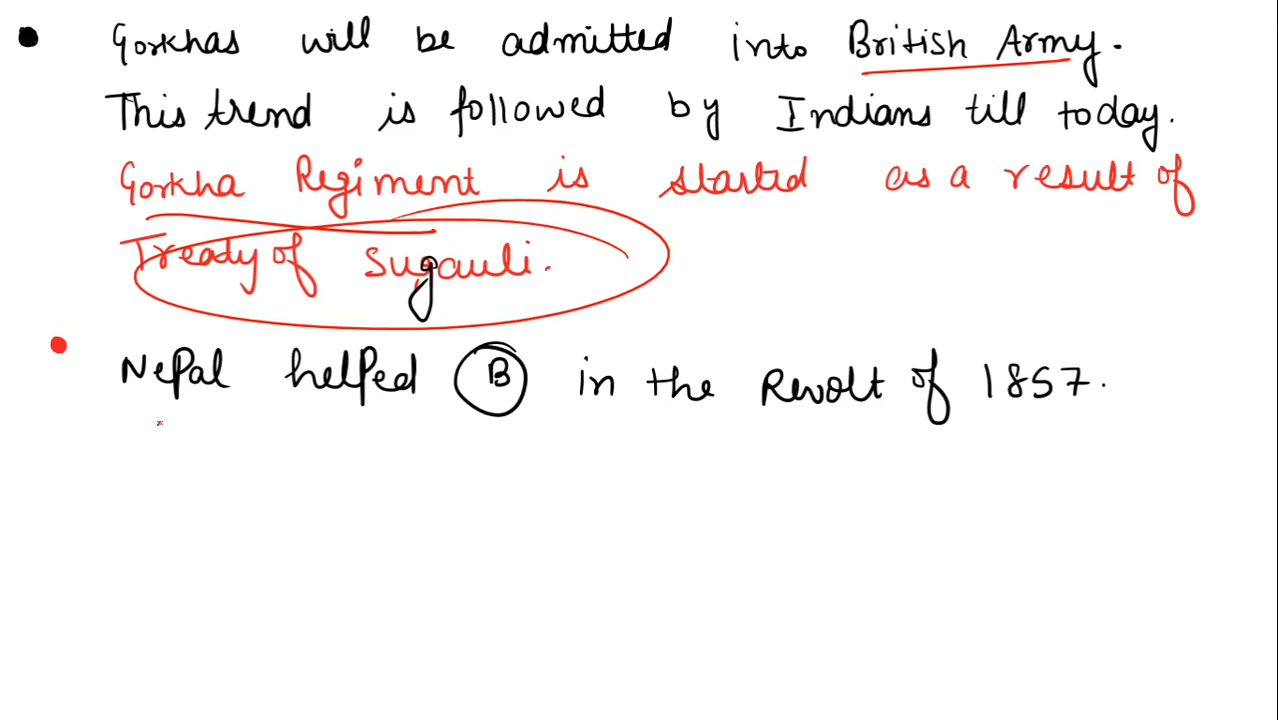 Gorkhas will be admitted into British Army.
This trend is followed by Indians till today.
Gorkha Regiment is started as a result of
Treaty of Sugauli.
Nepal helped B in the Revolt of 1857.